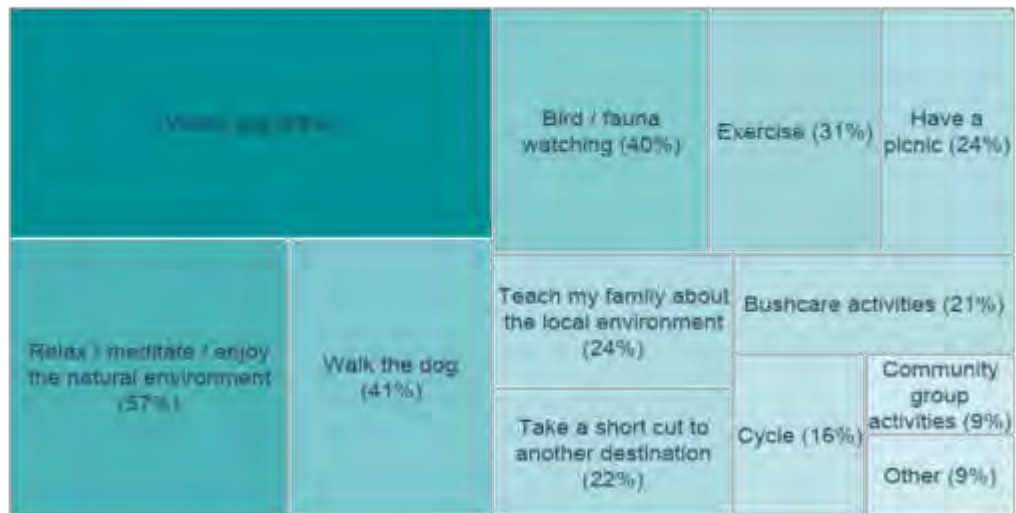 Bird / fauna
watching (40%)
Exercise (31%)
Have a
picnic (24%)
Relax / meditate / enjoy
the natural environment
(57%)
Walk the dog
(41%)
Teach my family about
the local environment
(24%)
Bushcare activities (21%)
Take a short cut to
another destination
(22%)
Cycle (16%)
Community
group
activities (9%)
Other (9%)